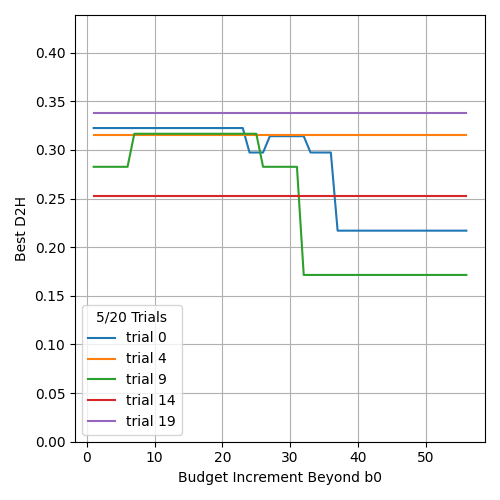 0.40
0.35
0.30
0.25
0.20
0.15
0.10
0.05
0.00
Best D2H
5/20 Trials
trial 0
trial 4
trial 9
trial 14
trial 19
0 10 20 30 40 50
Budget Increment Beyond b0